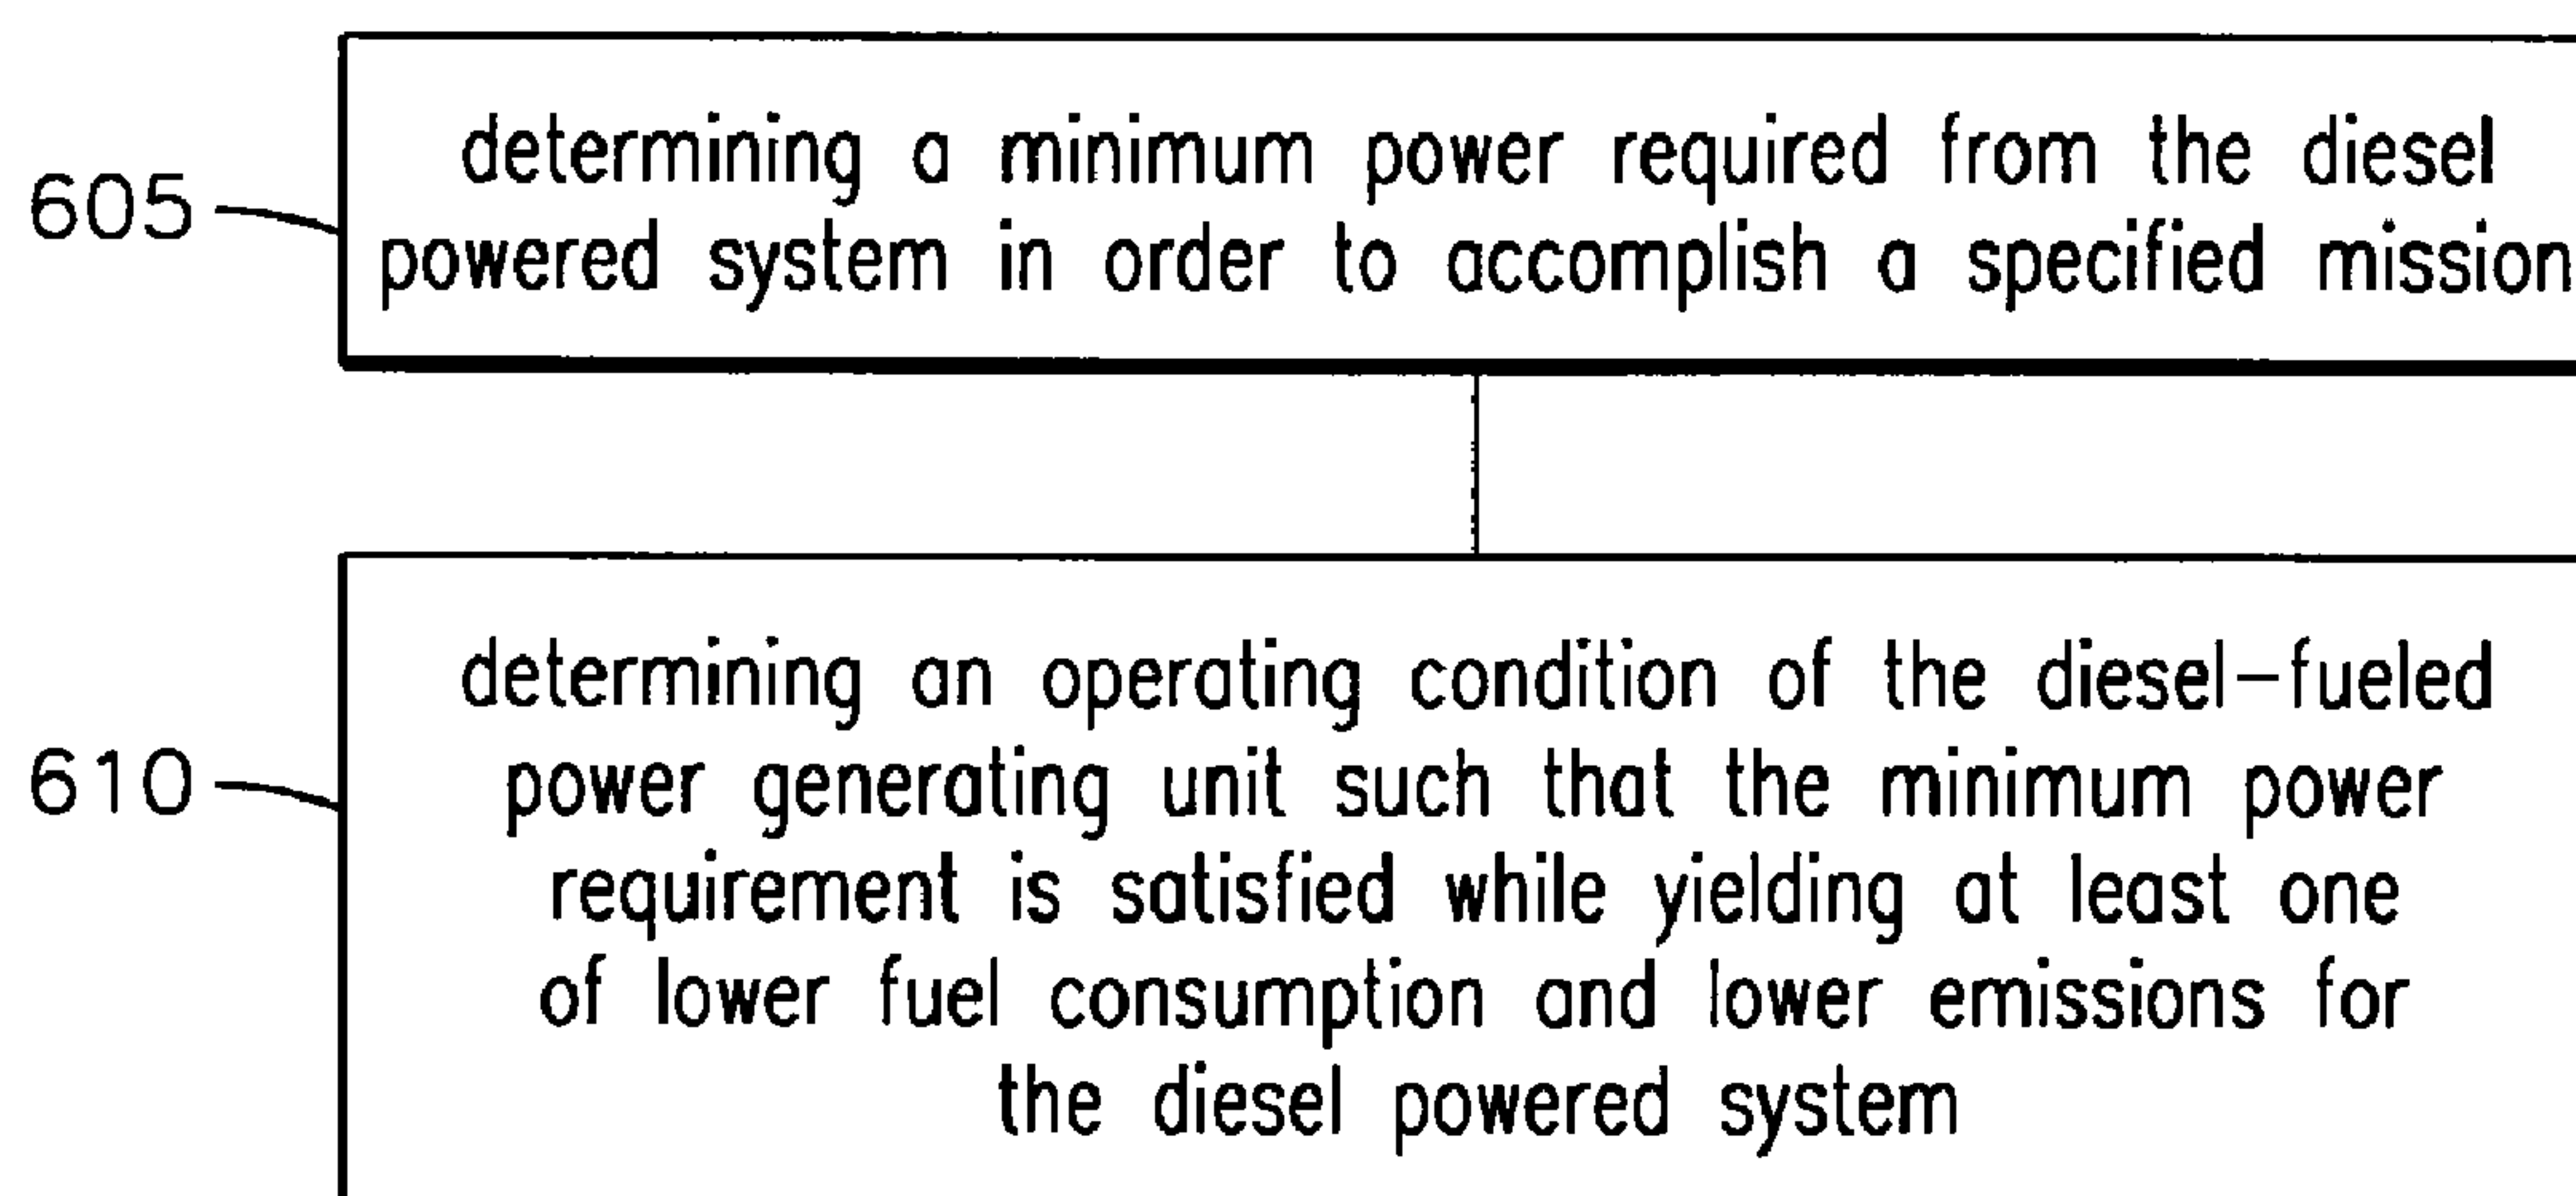 determining a minimum power required from the diesel
605
powered system in order to accomplish a specified mission
determining an operating condition of the diesel-fueled
610
power generating unit such that the minimum power
requirement is satisfied while yielding at least one
of lower fuel consumption and lower emissions for
the diesel powered system